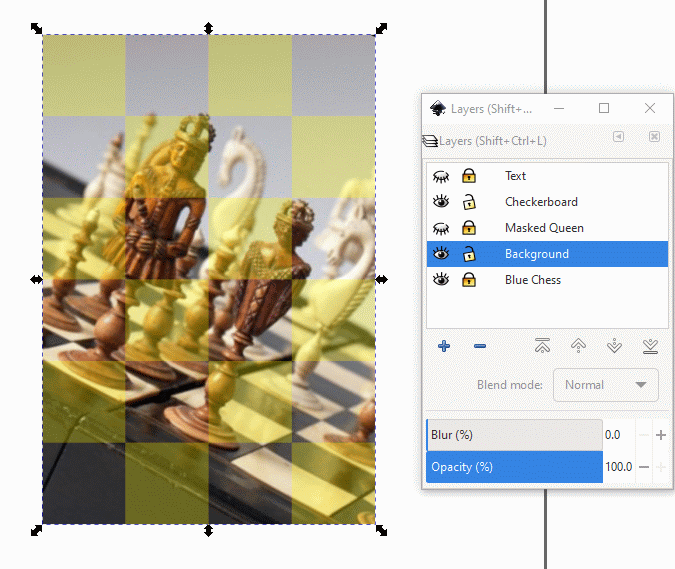 Layers (Shift+...
Layers (Shift+Ctrl+L)
Text
Checkerboard
Masked Queen
Background
Blue Chess
Blend mode: Normal
Blur (%) 0.0
Opacity (%) 100.0